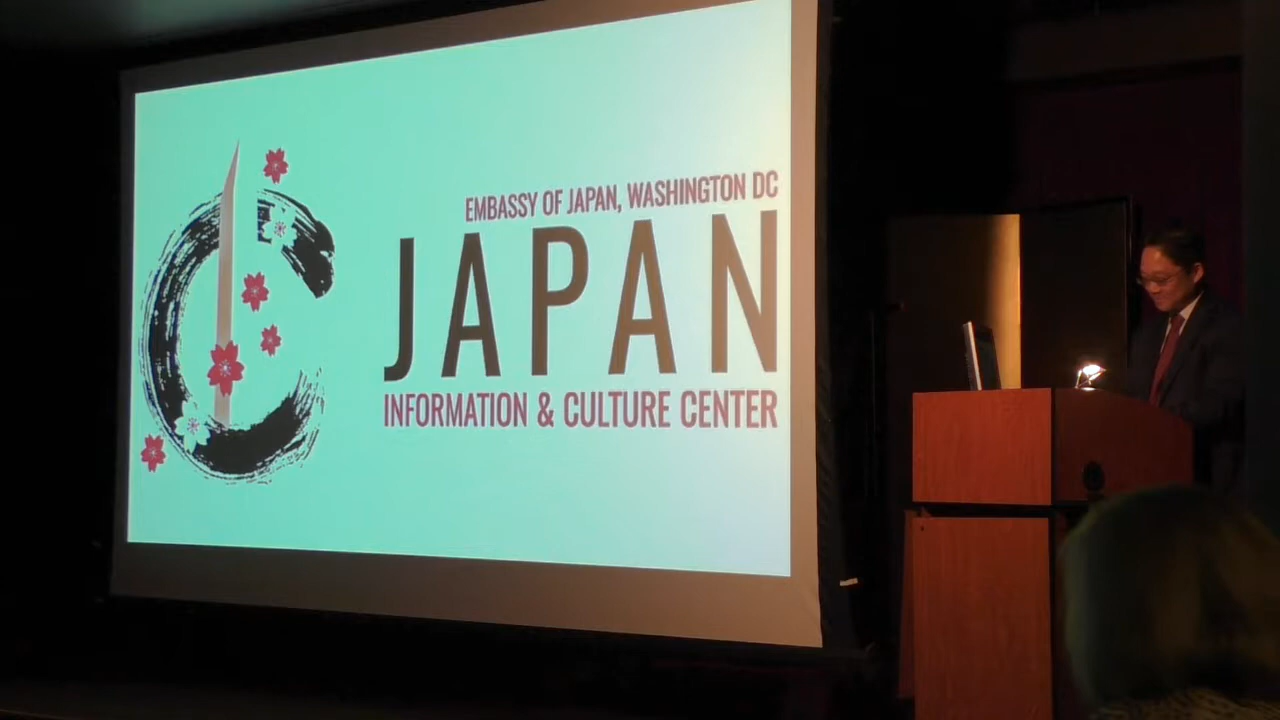 EMBASSY OF JAPAN, WASHINGTON DC
JAPAN
INFORMATION & CULTURE CENTER